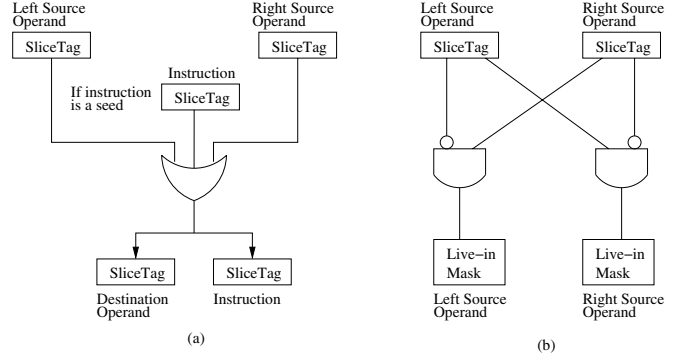 Left Source
Operand
SliceTag
If instruction
is a seed
Instruction
SliceTag
Right Source
Operand
SliceTag
SliceTag
Destination
Operand
SliceTag
Instruction
(a)
Left Source
Operand
SliceTag
Right Source
Operand
SliceTag
Live−in
Mask
Left Source
Operand
Live−in
Mask
Right Source
Operand
(b)